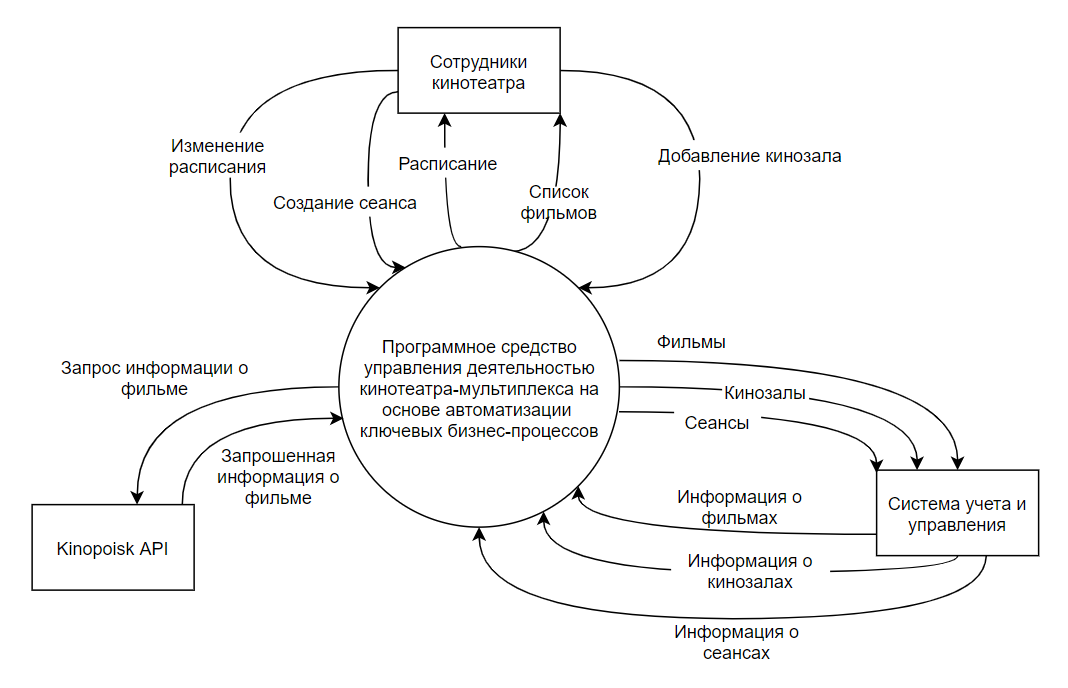 Сотрудники
кинотеатра
Изменение
расписания
Создание сеанса
Расписание
Список
фильмов
Добавление кинозала
Программное средство
управления деятельностью
кинотеатра-мультиплекса на
основе автоматизации
ключевых бизнес-процессов
Запрос информации о
фильме
Запрошенная
информация о
фильме
Kinopoisk API
Фильмы
Кинозалы
Сеансы
Система учета и
управления
Информация о
фильмах
Информация о
кинозалах
Информация о
сеансах